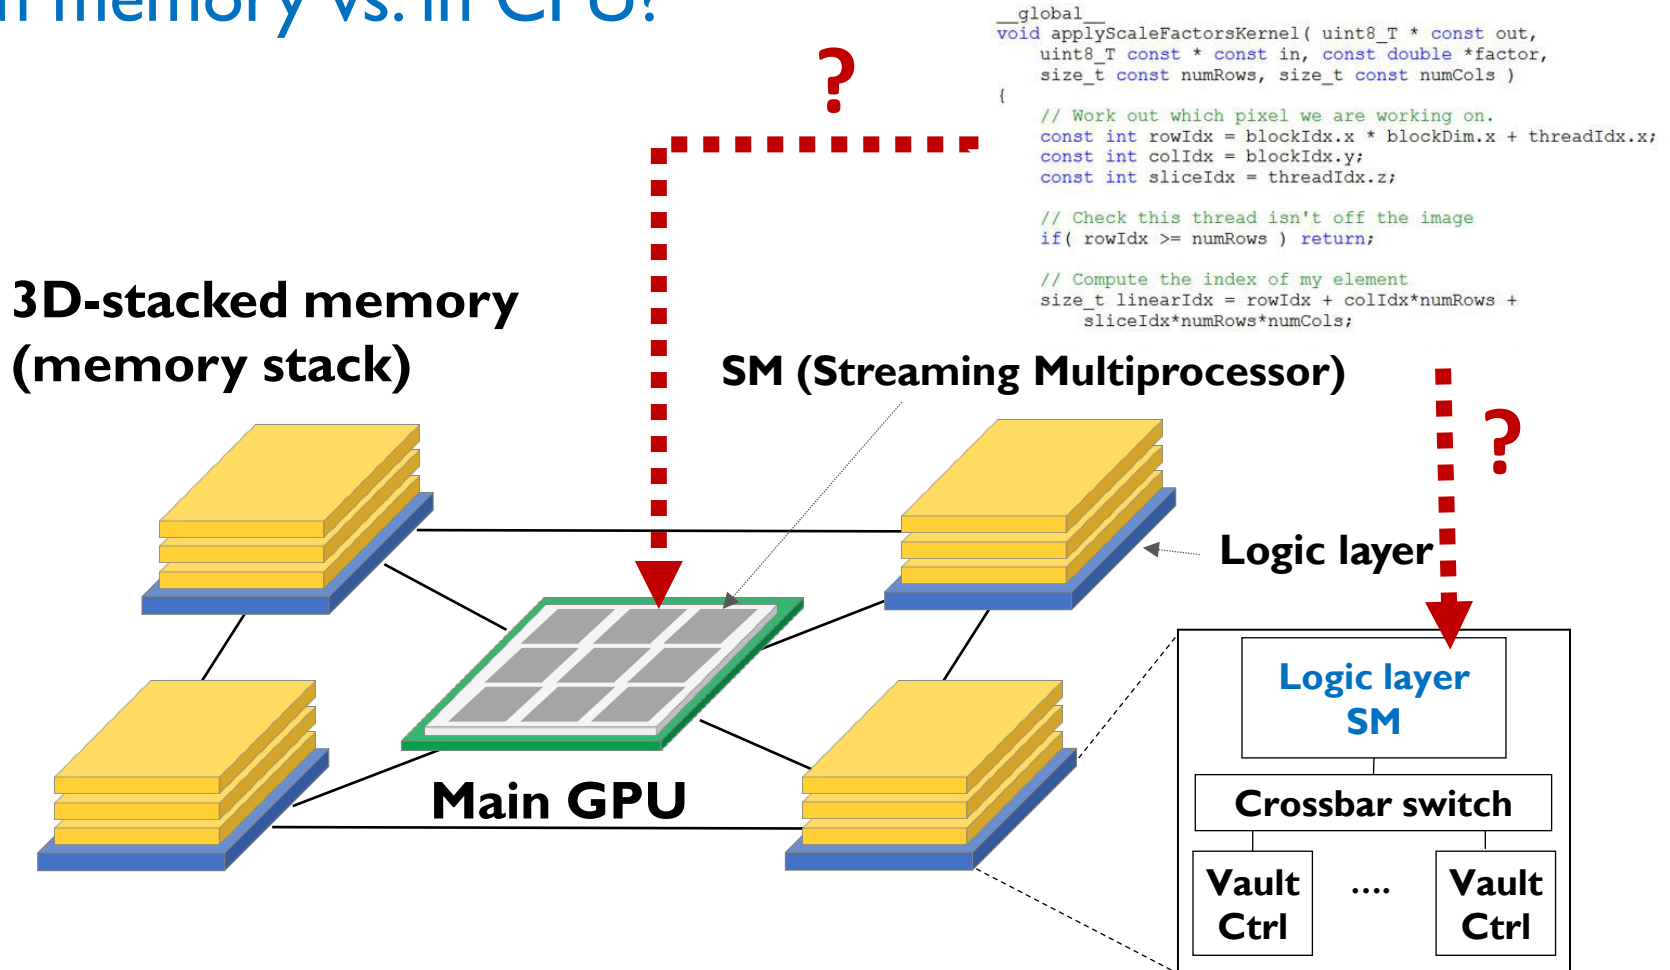 memory vs. in CPU?
__global__
void applyScaleFactorsKernel( uint8_T * const out,
uint8_T const * const in, const double *factor,
size_t const numRows, size_t const numCols )
{
// Work out which pixel we are working on.
const int rowIdx = blockIdx.x * blockDim.x + threadIdx.x;
const int colIdx = blockIdx.y;
const int sliceIdx = threadIdx.z;
// Check this thread isn't off the image
if( rowIdx >= numRows ) return;
// Compute the index of my element
size_t linearIdx = rowIdx + colIdx*numRows +
sliceIdx*numRows*numCols;
?
3D-stacked memory
(memory stack)
SM (Streaming Multiprocessor)
?
Logic layer
Main GPU
Logic layer
SM
Crossbar switch
Vault
Ctrl
....
Vault
Ctrl